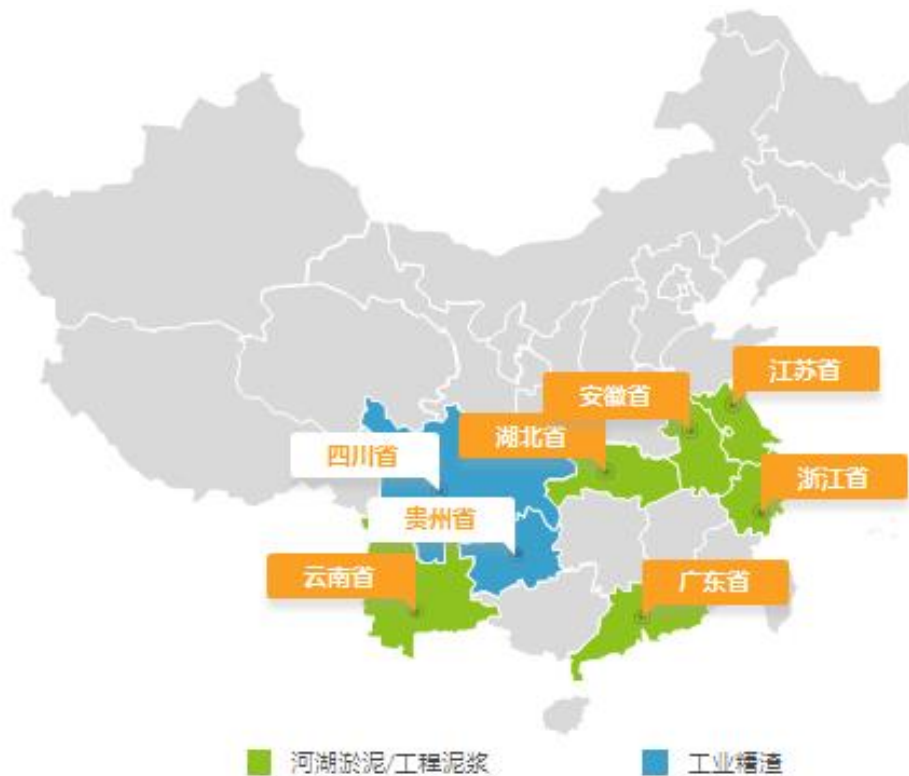 江苏省
安徽省
湖北省
四川省
浙江省
贵州省
云南省
广东省
河湖淤泥/工程泥浆
工业糟渣